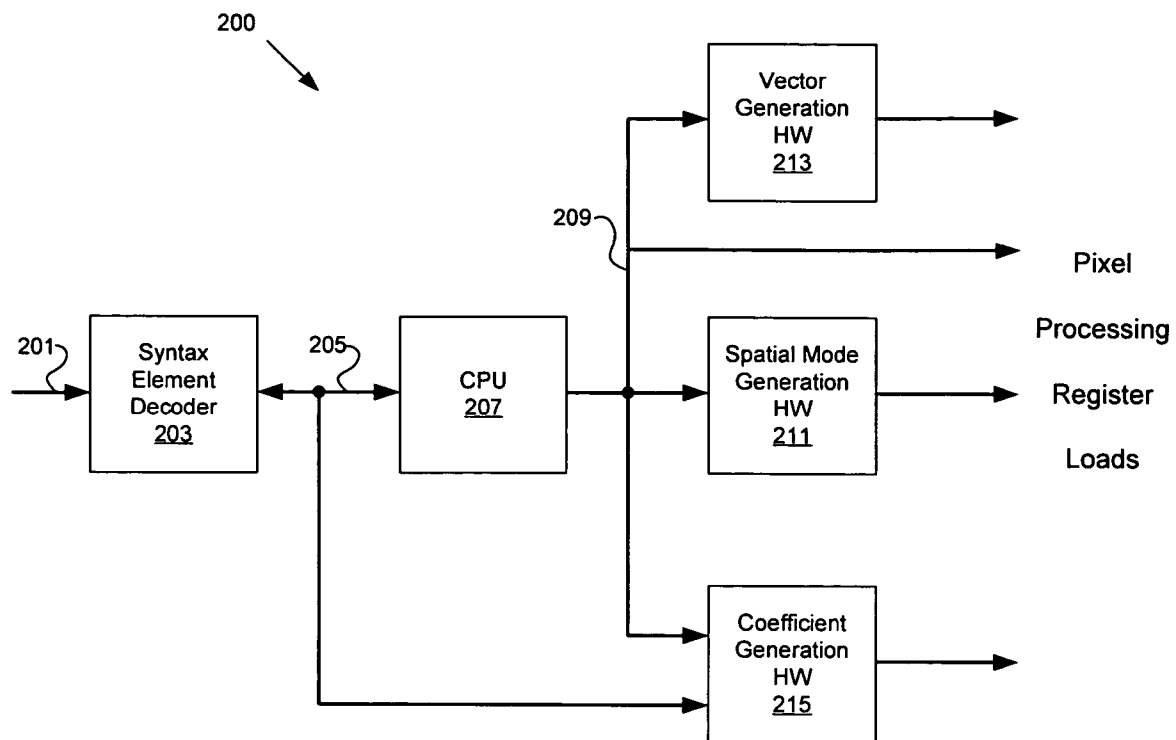 200
Vector
Generation
HW
213
209
Pixel
Processing
Register
Loads
201
Syntax
Element
Decoder
203
205
CPU
207
Spatial Mode
Generation
HW
211
Coefficient
Generation
HW
215